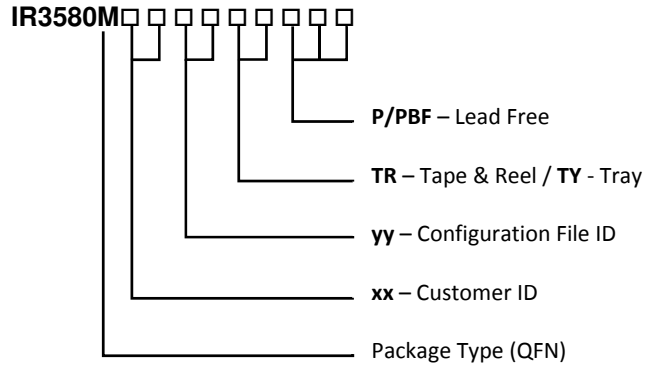 IR3580M
P/PBF – Lead Free
TR – Tape & Reel / TY - Tray
yy – Configuration File ID
xx – Customer ID
Package Type (QFN)